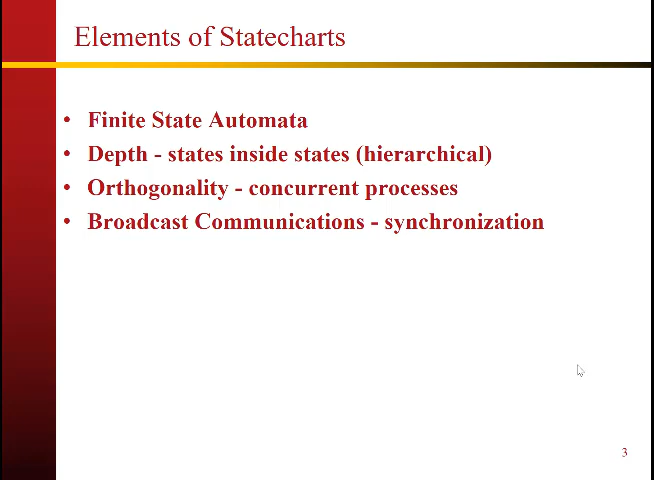 Elements of Statecharts
• Finite State Automata
• Depth - states inside states (hierarchical)
• Orthogonality - concurrent processes
• Broadcast Communications - synchronization
3